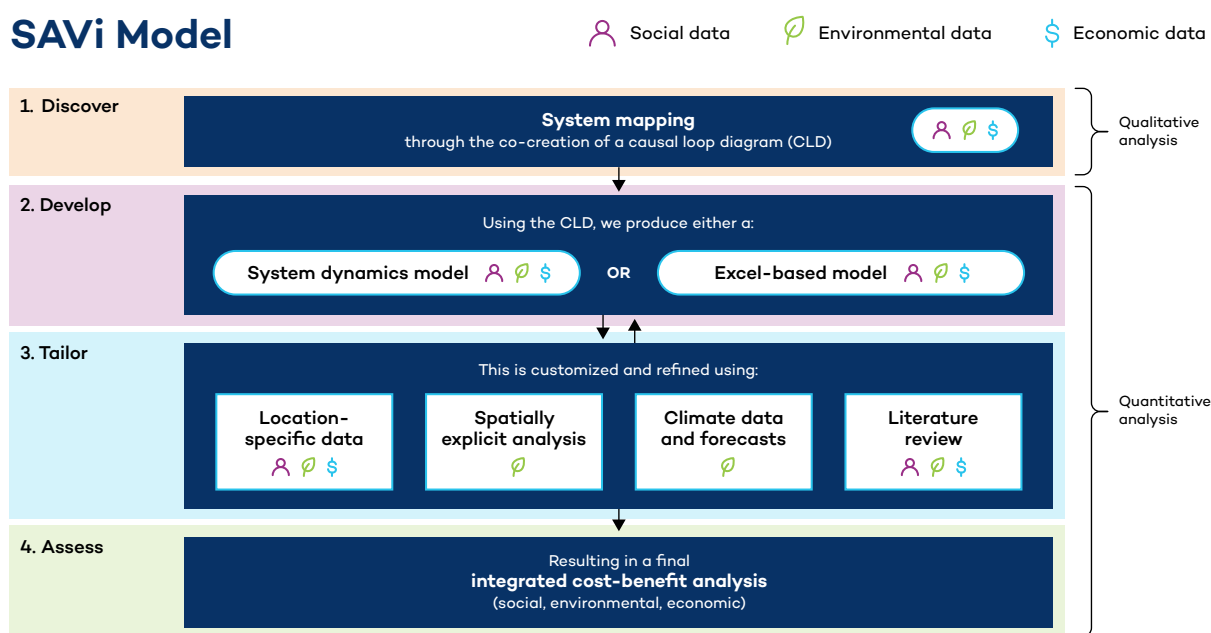 SAVi Model
Social data
Environmental data
Economic data
1. Discover
System mapping
through the co-creation of a causal loop diagram (CLD)
Qualitative
analysis
2. Develop
Using the CLD, we produce either a:
System dynamics model
OR
Excel-based model
3. Tailor
This is customized and refined using:
Location-
specific data
Spatially
explicit analysis
Climate data
and forecasts
Literature
review
Quantitative
analysis
4. Assess
Resulting in a final
integrated cost-benefit analysis
(social, environmental, economic)